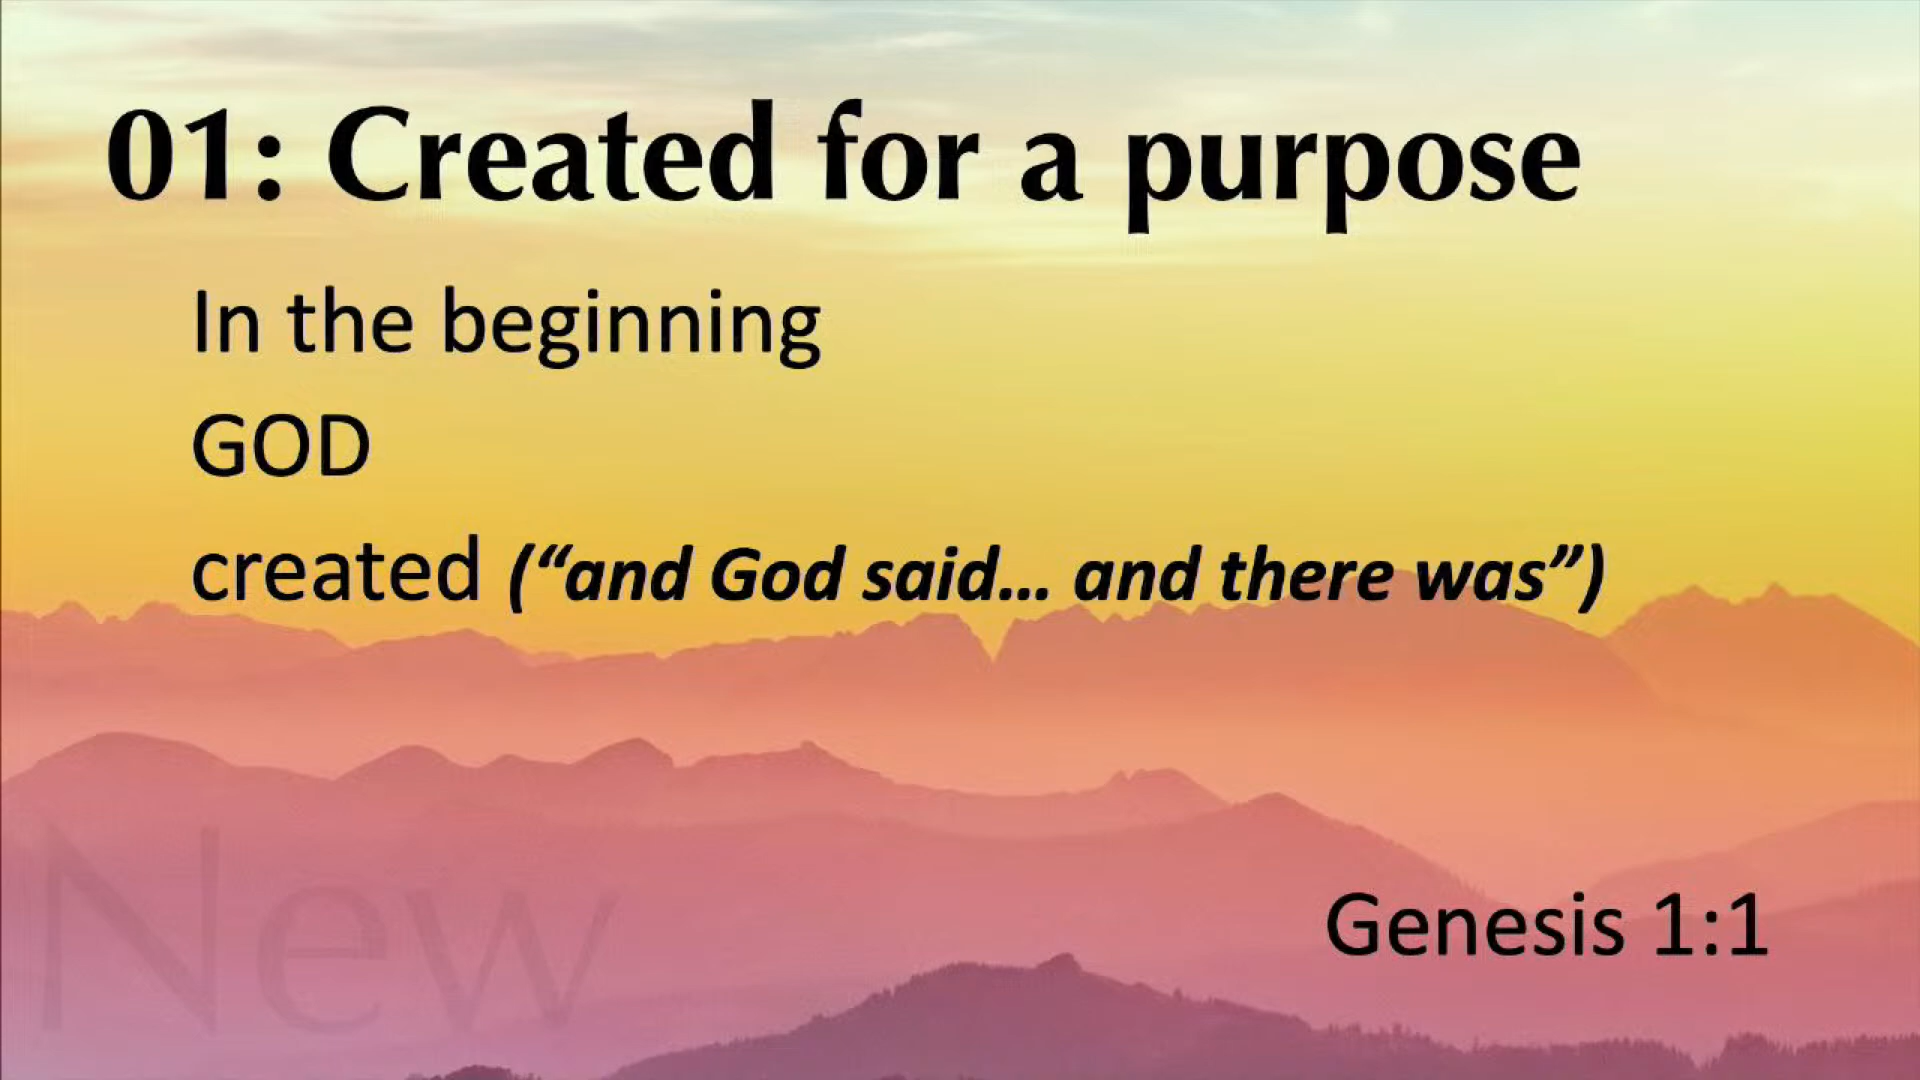 01: Created for a purpose
In the beginning
GOD
created (“and God said... and there was”)
Genesis 1:1
New